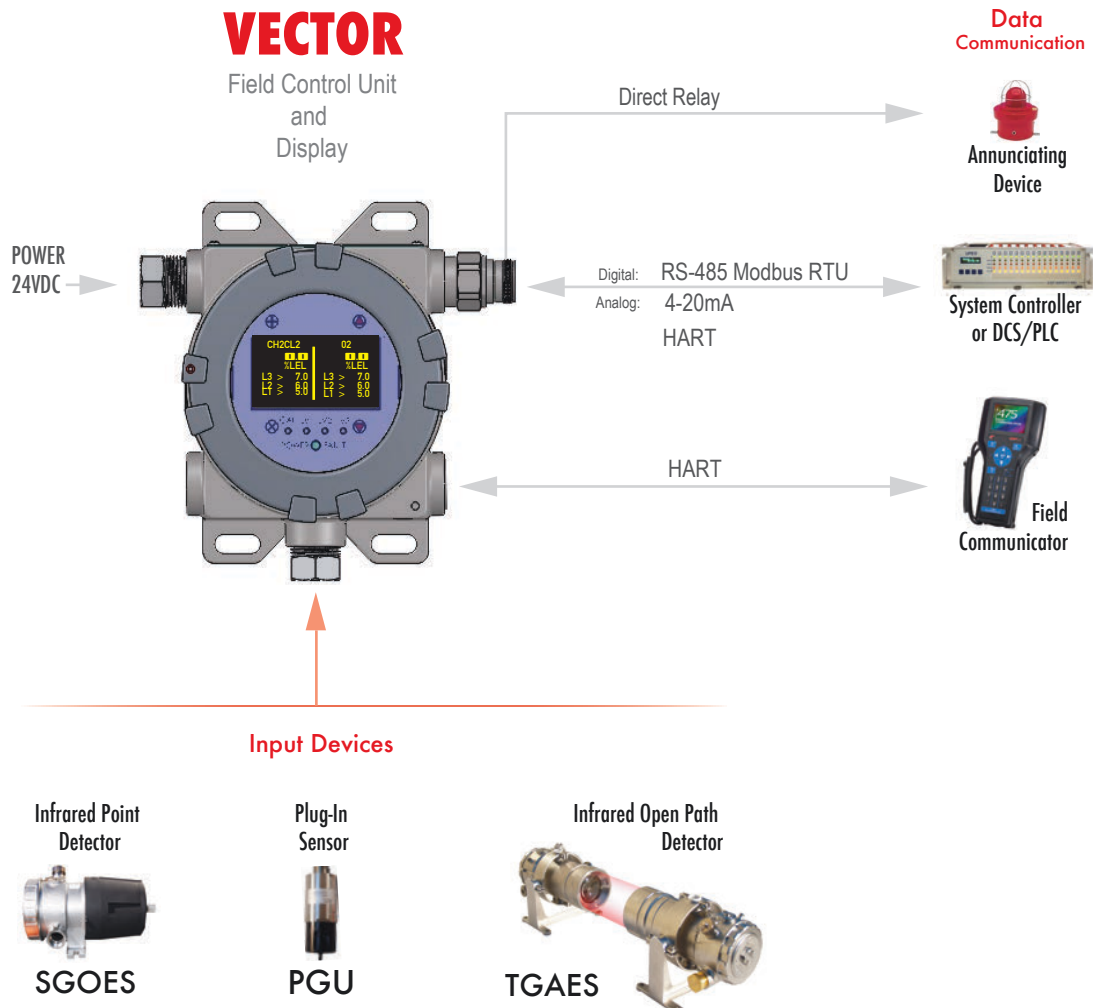 VECTOR
Field Control Unit
and
Display
Data
Communication
Direct Relay
Annunciating
Device
POWER
24VDC
Digital: RS-485 Modbus RTU
Analog: 4-20mA
HART
System Controller
or DCS/PLC
CH2CL2 O2
%LEL %LEL
L3 > 7.0 L3 > 7.0
L2 > 6.0 L2 > 6.0
L1 > 5.0 L1 > 5.0
POWER FAULT
475
HART
Field
Communicator
Input Devices
Infrared Point
Detector
Plug-In
Sensor
Infrared Open Path
Detector
SGOES
PGU
TGAES